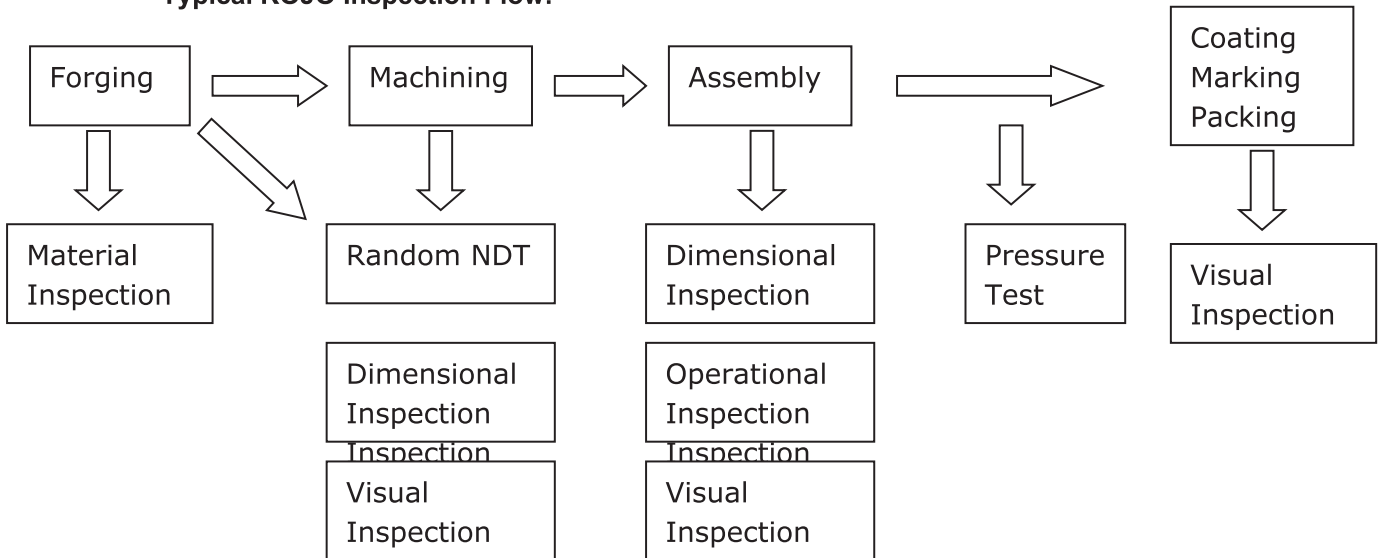 Typical ROJO Inspection Flow:
Forging
Machining
Assembly
Coating
Marking
Packing
Material
Inspection
Random NDT
Dimensional
Inspection
Pressure
Test
Visual
Inspection
Dimensional
Inspection
Inspection
Operational
Inspection
Inspection
Visual
Inspection
Visual
Inspection